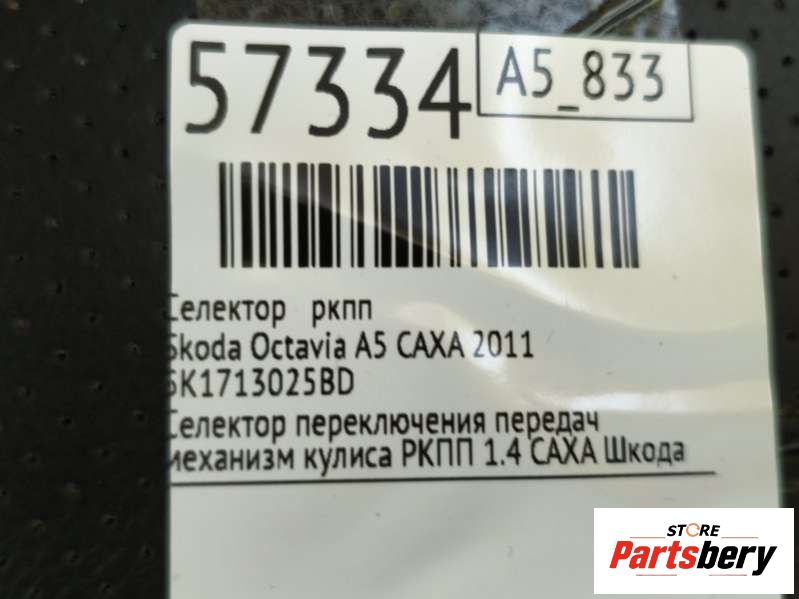 57334
A5_833
Селектор ркпп
Skoda Octavia A5 CAXA 2011
5K1713025BD
Селектор переключения передач
механизм кулиса РКПП 1.4 CAXA Шкода
STORE
Partsbery